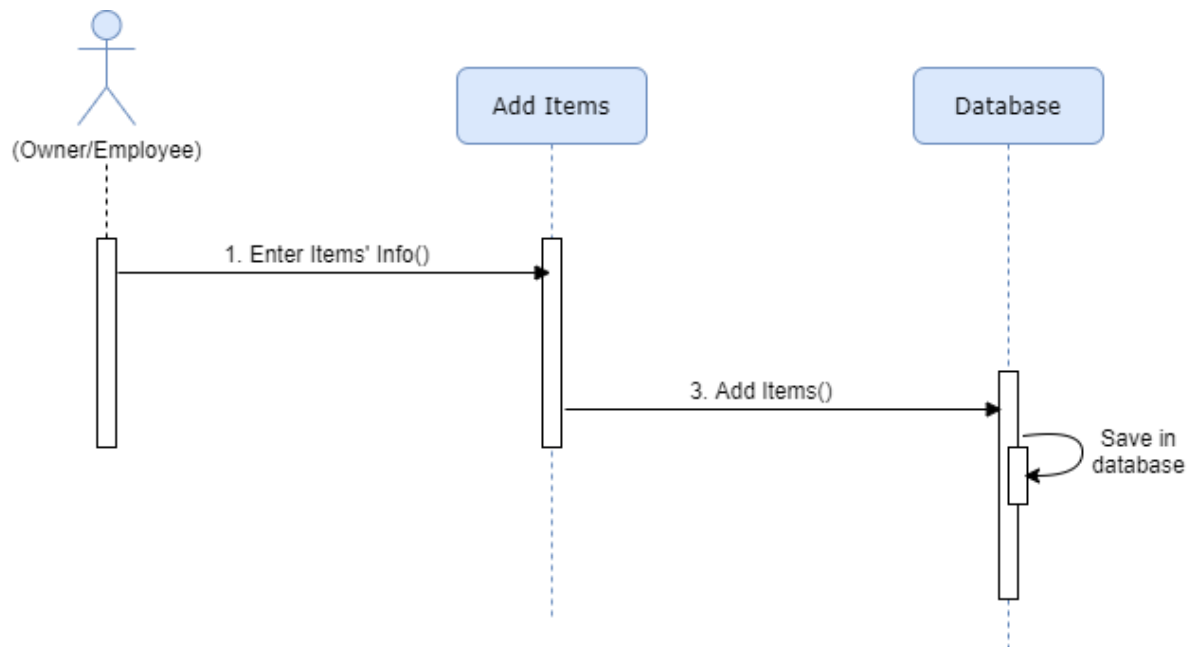 Add Items
Database
(Owner/Employee)
1. Enter Items' Info()
3. Add Items()
Save in
database